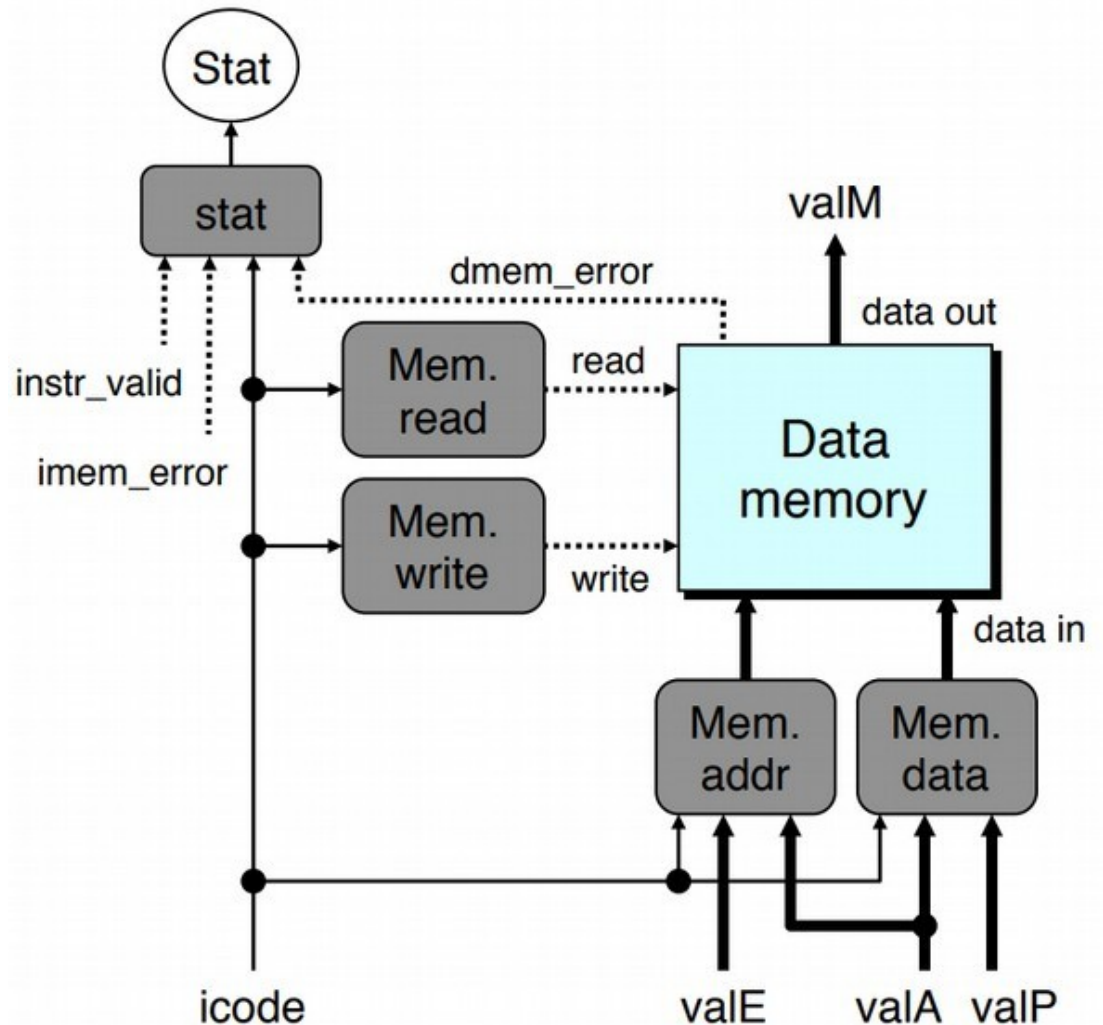 Stat
stat
valM
dmem_error
data out
instr_valid
Mem.
read
read
Data
memory
imem_error
Mem.
write
write
data in
Mem.
addr
Mem.
data
icode
valE
valA
valP